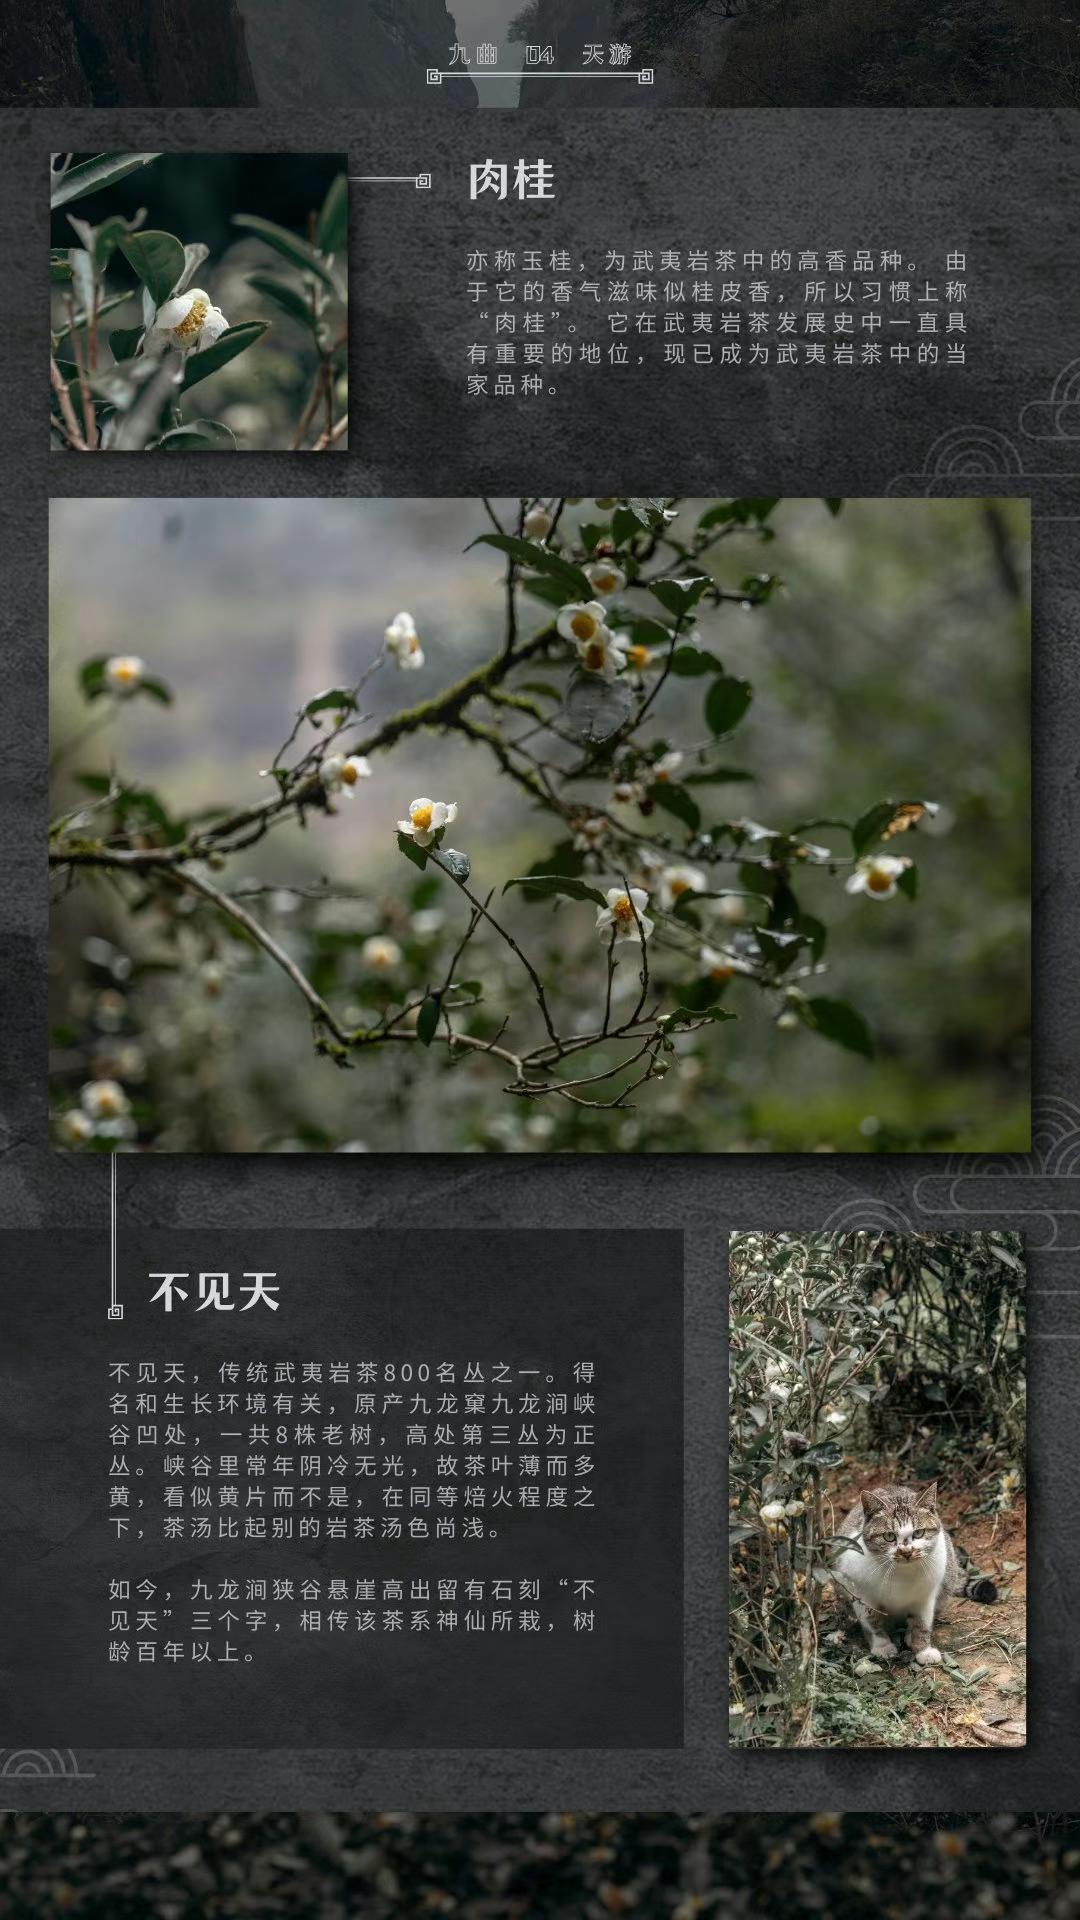 九曲 04 天游
肉桂
亦称玉桂，为武夷岩茶中的高香品种。 由
于它的香气滋味似桂皮香，所以习惯上称
“肉桂”。 它在武夷岩茶发展史中一直具
有重要的地位，现已成为武夷岩茶中的当
家品种。
不见天
不见天，传统武夷岩茶800名丛之一。得
名和生长环境有关，原产九龙窠九龙涧峡
谷凹处，一共8株老树，高处第三丛为正
丛。峡谷里常年阴冷无光，故茶叶薄而多
黄，看似黄片而不是，在同等焙火程度之
下，茶汤比起别的岩茶汤色尚浅。
如今，九龙涧狭谷悬崖高出留有石刻“不
见天”三个字，相传该茶系神仙所栽，树
龄百年以上。